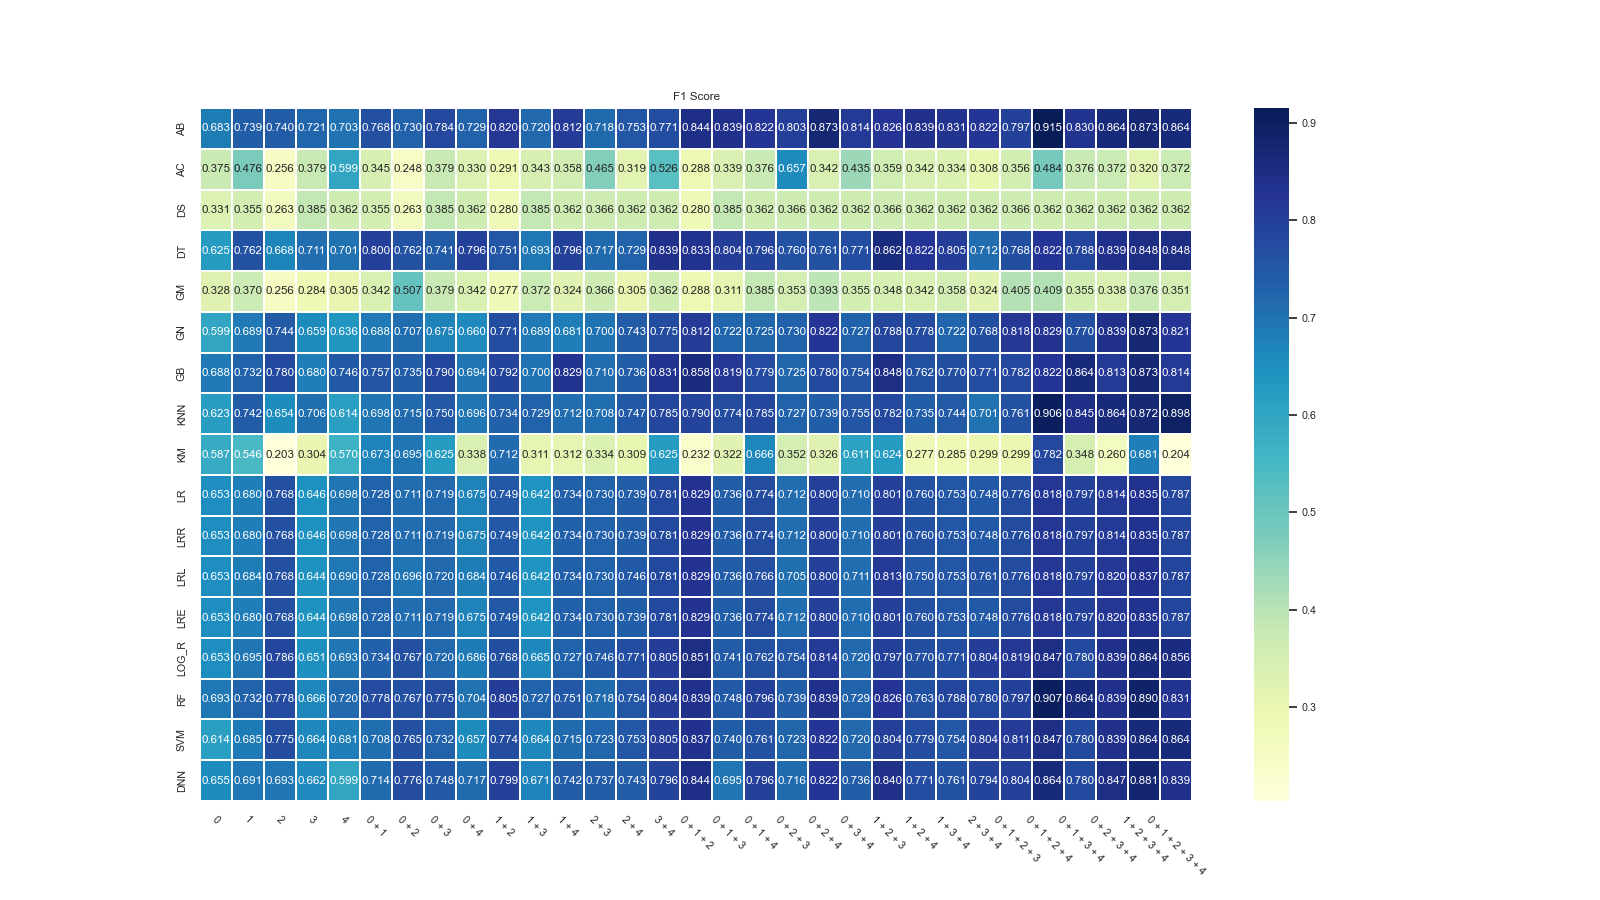 F1 Score
AB 0.683 0.739 0.740 0.721 0.703 0.768 0.730 0.784 0.729 0.820 0.720 0.812 0.718 0.753 0.771 0.844 0.839 0.822 0.803 0.873 0.814 0.826 0.839 0.831 0.822 0.797 0.915 0.830 0.864 0.873 0.864
AC 0.375 0.476 0.256 0.379 0.599 0.345 0.248 0.379 0.330 0.291 0.343 0.358 0.465 0.319 0.526 0.288 0.339 0.376 0.657 0.342 0.435 0.359 0.342 0.334 0.308 0.356 0.484 0.376 0.372 0.320 0.372
DS 0.331 0.355 0.263 0.385 0.362 0.355 0.263 0.385 0.362 0.280 0.385 0.362 0.366 0.362 0.362 0.280 0.385 0.362 0.366 0.362 0.362 0.366 0.362 0.362 0.362 0.366 0.362 0.362 0.362 0.362 0.362
DT 0.625 0.762 0.668 0.711 0.701 0.800 0.762 0.741 0.796 0.751 0.693 0.796 0.717 0.729 0.839 0.833 0.804 0.796 0.760 0.761 0.771 0.862 0.822 0.805 0.712 0.768 0.822 0.788 0.839 0.848 0.848
GM 0.328 0.370 0.256 0.284 0.305 0.342 0.507 0.379 0.342 0.277 0.372 0.324 0.366 0.305 0.362 0.288 0.311 0.385 0.353 0.393 0.355 0.348 0.342 0.358 0.324 0.405 0.409 0.355 0.338 0.376 0.351
GN 0.599 0.689 0.744 0.659 0.636 0.688 0.707 0.675 0.660 0.771 0.689 0.681 0.700 0.743 0.775 0.812 0.722 0.725 0.730 0.822 0.727 0.788 0.778 0.722 0.768 0.818 0.829 0.770 0.839 0.873 0.821
GB 0.688 0.732 0.780 0.680 0.746 0.757 0.735 0.790 0.694 0.792 0.700 0.829 0.710 0.736 0.831 0.858 0.819 0.779 0.725 0.780 0.754 0.848 0.762 0.770 0.771 0.782 0.822 0.864 0.813 0.873 0.814
KNN 0.623 0.742 0.654 0.706 0.614 0.698 0.715 0.750 0.696 0.734 0.729 0.712 0.708 0.747 0.785 0.790 0.774 0.785 0.727 0.739 0.755 0.782 0.735 0.744 0.701 0.761 0.906 0.845 0.864 0.872 0.898
KM 0.587 0.546 0.203 0.304 0.570 0.673 0.695 0.625 0.338 0.712 0.311 0.312 0.334 0.309 0.625 0.232 0.322 0.666 0.352 0.326 0.611 0.624 0.277 0.285 0.299 0.299 0.782 0.348 0.260 0.681 0.204
LR 0.653 0.680 0.768 0.646 0.698 0.728 0.711 0.719 0.675 0.749 0.642 0.734 0.730 0.739 0.781 0.829 0.736 0.774 0.712 0.800 0.710 0.801 0.760 0.753 0.748 0.776 0.818 0.797 0.814 0.835 0.787
LRR 0.653 0.680 0.768 0.646 0.698 0.728 0.711 0.719 0.675 0.749 0.642 0.734 0.730 0.739 0.781 0.829 0.736 0.774 0.712 0.800 0.710 0.801 0.760 0.753 0.748 0.776 0.818 0.797 0.814 0.835 0.787
LRL 0.653 0.684 0.768 0.644 0.690 0.728 0.696 0.720 0.684 0.746 0.642 0.734 0.730 0.746 0.781 0.829 0.736 0.766 0.705 0.800 0.711 0.813 0.750 0.753 0.761 0.776 0.818 0.797 0.820 0.837 0.787
LRE 0.653 0.680 0.768 0.644 0.698 0.728 0.711 0.719 0.675 0.749 0.642 0.734 0.730 0.739 0.781 0.829 0.736 0.774 0.712 0.800 0.710 0.801 0.760 0.753 0.748 0.776 0.818 0.797 0.820 0.835 0.787
LOG_R 0.653 0.695 0.786 0.651 0.693 0.734 0.767 0.720 0.686 0.768 0.665 0.727 0.746 0.771 0.805 0.851 0.741 0.762 0.754 0.814 0.720 0.797 0.770 0.771 0.804 0.819 0.847 0.780 0.839 0.864 0.856
RF 0.693 0.732 0.778 0.666 0.720 0.778 0.767 0.775 0.704 0.805 0.727 0.751 0.718 0.754 0.804 0.839 0.748 0.796 0.739 0.839 0.729 0.826 0.763 0.788 0.780 0.797 0.907 0.864 0.839 0.890 0.831
SVM 0.614 0.685 0.775 0.664 0.681 0.708 0.765 0.732 0.657 0.774 0.664 0.715 0.723 0.753 0.805 0.837 0.740 0.761 0.723 0.822 0.720 0.804 0.779 0.754 0.804 0.811 0.847 0.780 0.839 0.864 0.864
DNN 0.655 0.691 0.693 0.662 0.599 0.714 0.776 0.748 0.717 0.799 0.671 0.742 0.737 0.743 0.796 0.844 0.695 0.796 0.716 0.822 0.736 0.840 0.771 0.761 0.794 0.804 0.864 0.780 0.847 0.881 0.839
0
1
2
3
4
0 + 1
0 + 2
0 + 3
0 + 4
1 + 2
1 + 3
1 + 4
2 + 3
2 + 4
3 + 4
0 + 1 + 2
0 + 1 + 3
0 + 1 + 4
0 + 2 + 3
0 + 2 + 4
0 + 3 + 4
1 + 2 + 3
1 + 2 + 4
1 + 3 + 4
2 + 3 + 4
0 + 1 + 2 + 3
0 + 1 + 2 + 4
0 + 1 + 3 + 4
0 + 2 + 3 + 4
1 + 2 + 3 + 4
0 + 1 + 2 + 3 + 4
0.9
0.8
0.7
0.6
0.5
0.4
0.3